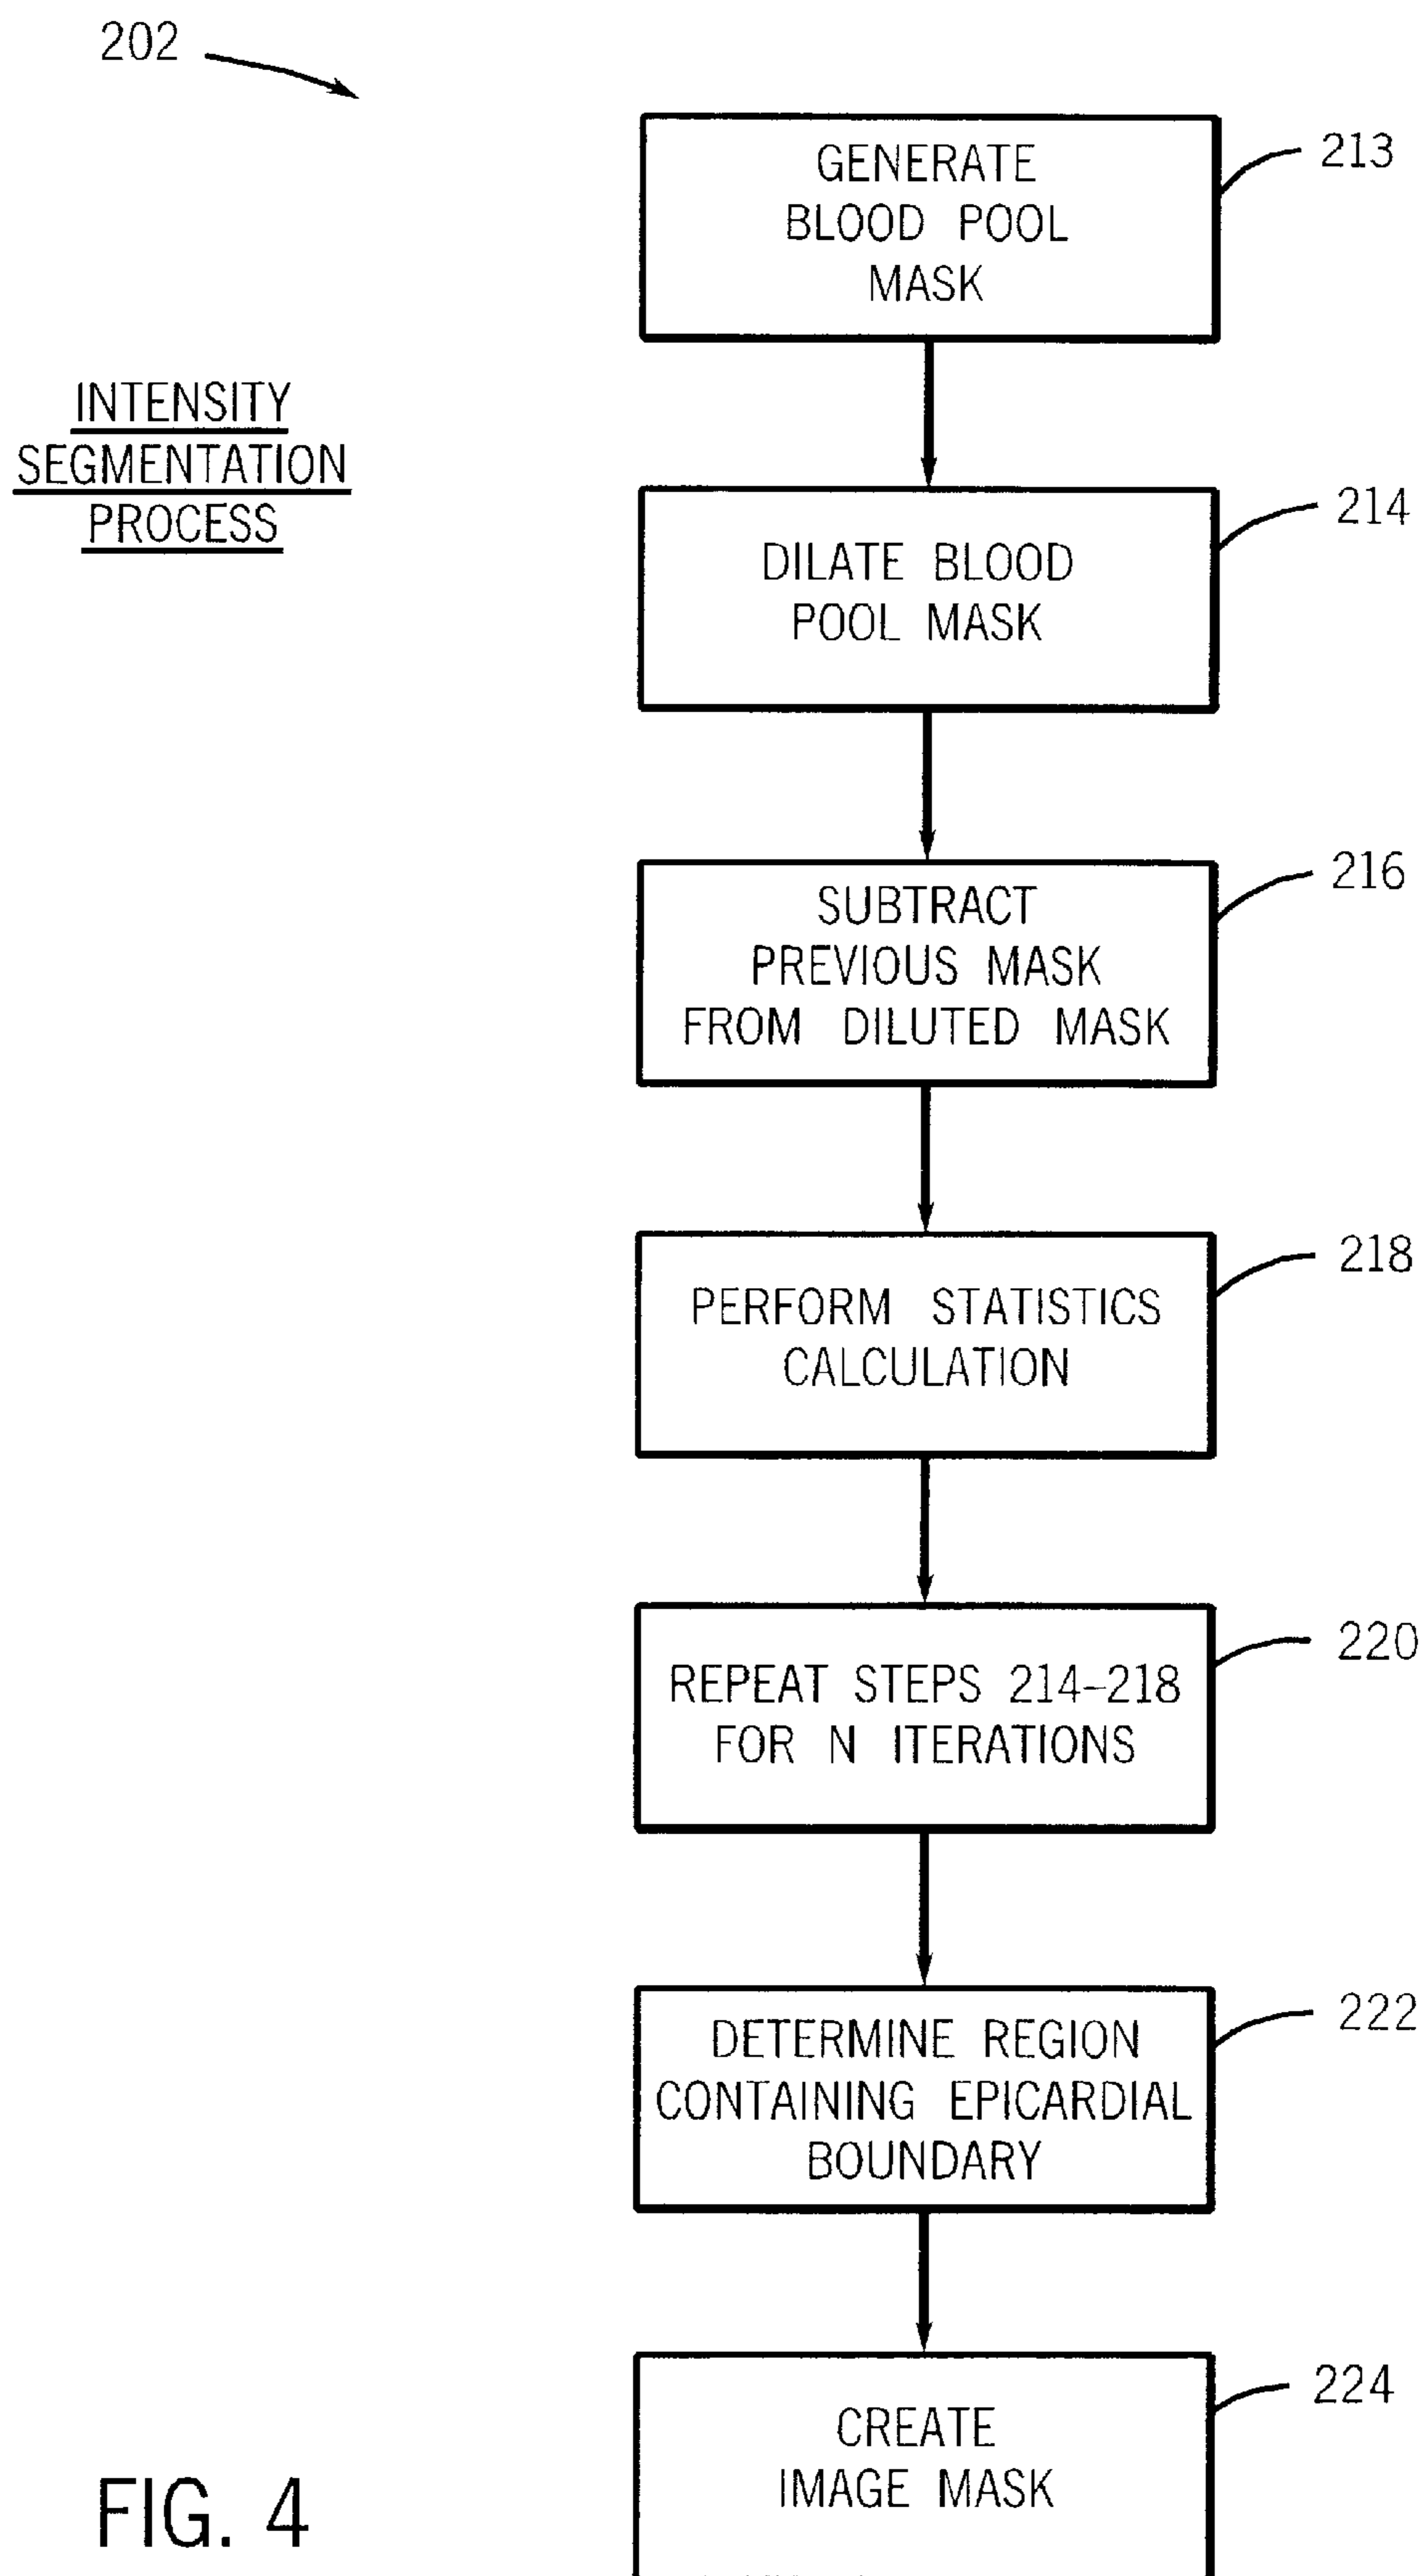 202
INTENSITY
SEGMENTATION
PROCESS
GENERATE
BLOOD POOL
MASK
213
DILATE BLOOD
POOL MASK
214
SUBTRACT
PREVIOUS MASK
FROM DILUTED MASK
216
PERFORM STATISTICS
CALCULATION
218
REPEAT STEPS 214–218
FOR N ITERATIONS
220
DETERMINE REGION
CONTAINING EPICARDIAL
BOUNDARY
222
CREATE
IMAGE MASK
224
FIG. 4